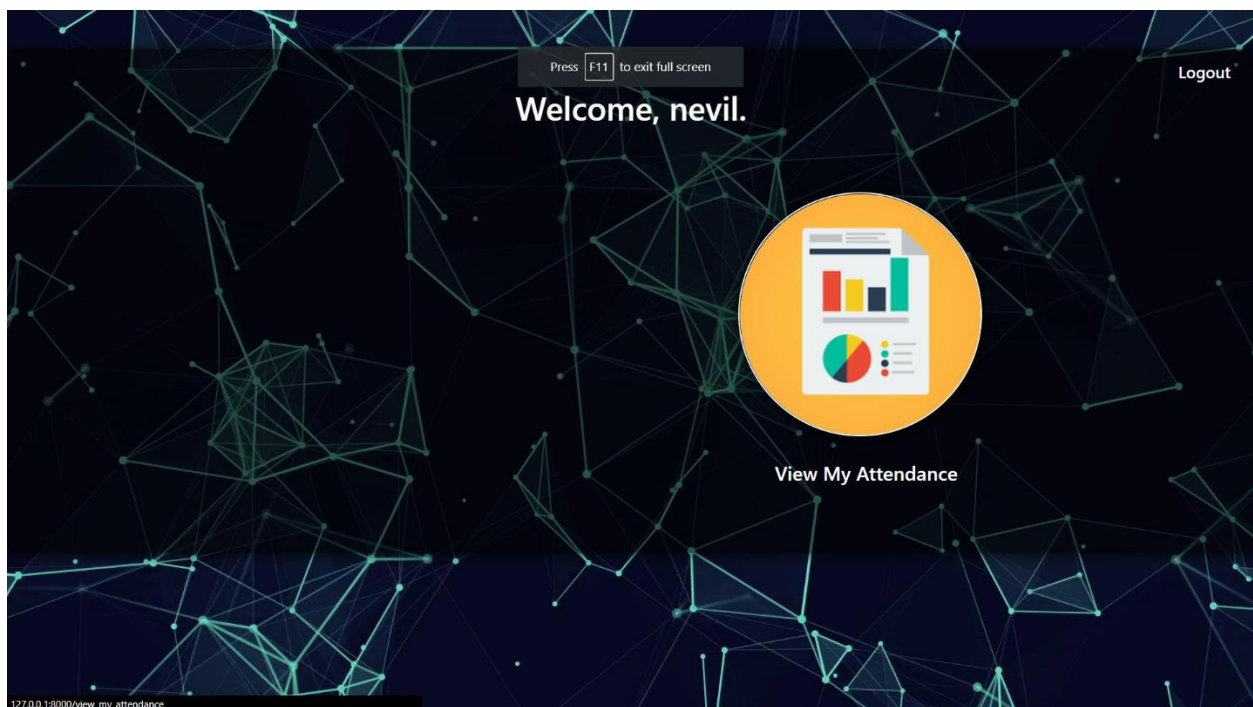 Press F11 to exit full screen
Logout
Welcome, nevil.
View My Attendance
127.0.0.1:8000/view_my_attendance